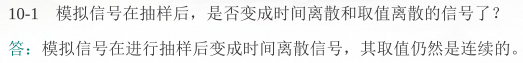 10-1 模拟信号在抽样后，是否变成时间离散和取值离散的信号了？
答：模拟信号在进行抽样后变成时间离散信号，其取值仍然是连续的。